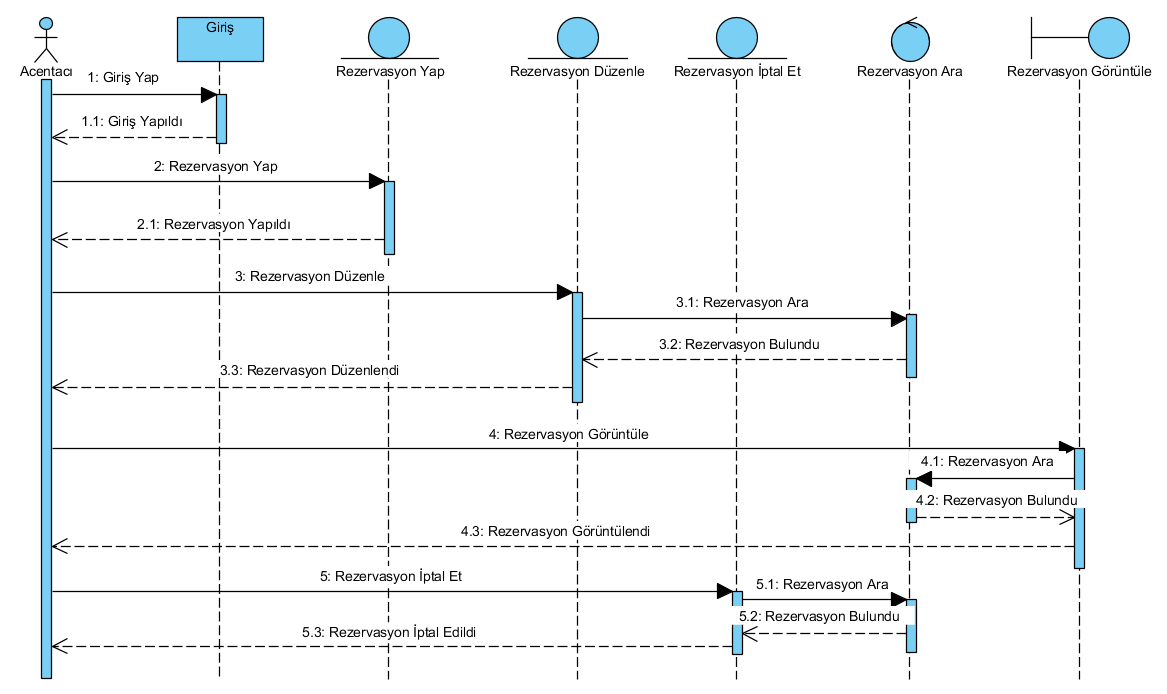 Giriş
Acentacı
Rezervasyon Yap
Rezervasyon Düzenle
Rezervasyon İptal Et
Rezervasyon Ara
Rezervasyon Görüntüle
1: Giriş Yap
1.1: Giriş Yapıldı
2: Rezervasyon Yap
2.1: Rezervasyon Yapıldı
3: Rezervasyon Düzenle
3.1: Rezervasyon Ara
3.2: Rezervasyon Bulundu
3.3: Rezervasyon Düzenlendi
4: Rezervasyon Görüntüle
4.1: Rezervasyon Ara
4.2: Rezervasyon Bulundu
4.3: Rezervasyon Görüntülendi
5: Rezervasyon İptal Et
5.1: Rezervasyon Ara
5.2: Rezervasyon Bulundu
5.3: Rezervasyon İptal Edildi